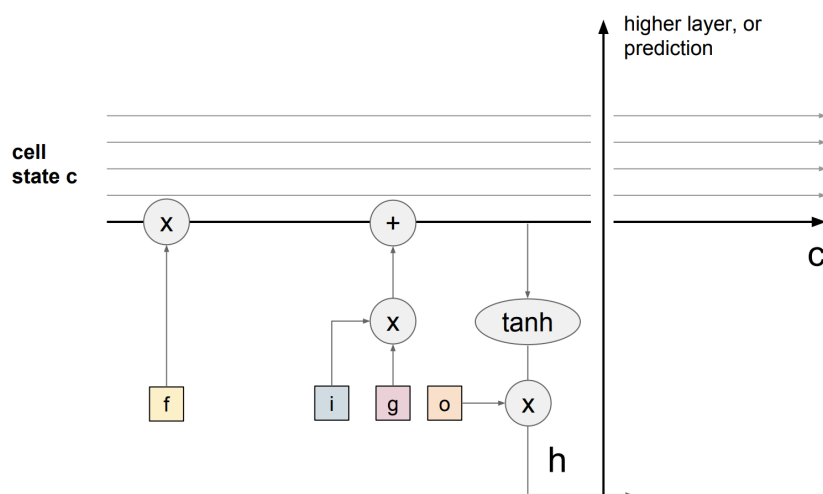 higher layer, or
prediction
cell
state c
x
+
c
x
tanh
f
i
g
o
x
h